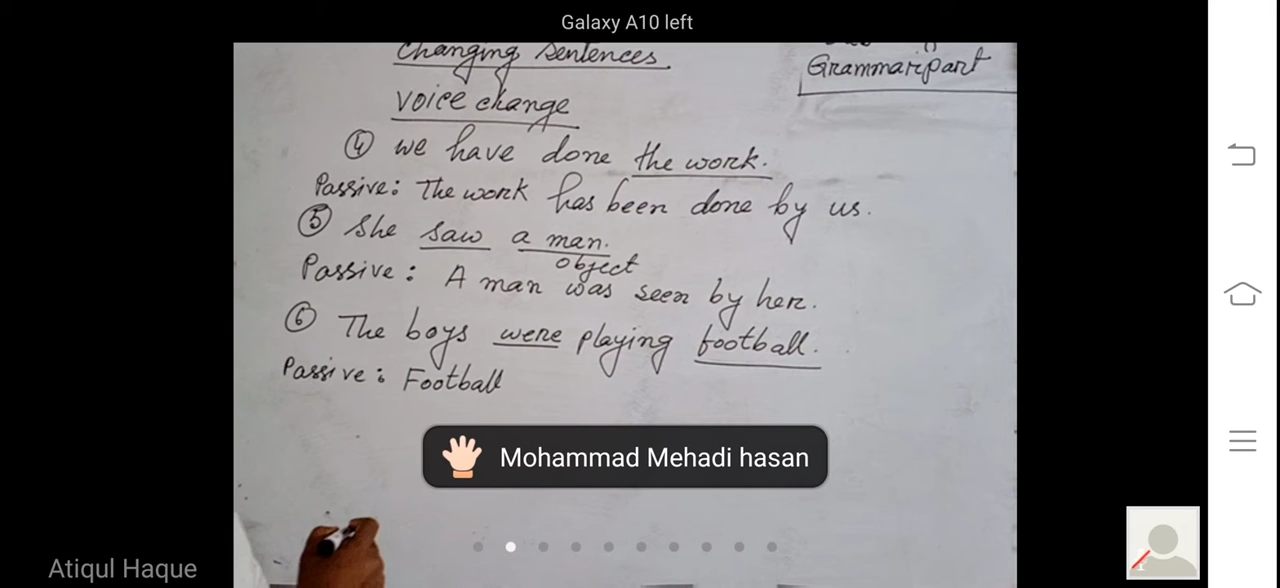 Galaxy A10 left
Changing Sentences.
Grammar part
Voice change
④ We have done the work.
Passive: The work has been done by us.
⑤ She saw a man.
object
Passive: A man was seen by her.
⑥ The boys were playing football.
Passive: Football
Mohammad Mehadi hasan
Atiqul Haque